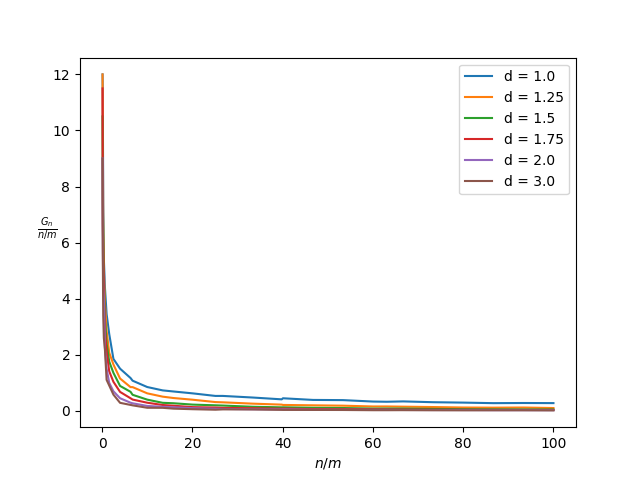 12
10
8
6
4
2
0
G_n
n/m
0
20
40
60
80
100
n/m
d = 1.0
d = 1.25
d = 1.5
d = 1.75
d = 2.0
d = 3.0